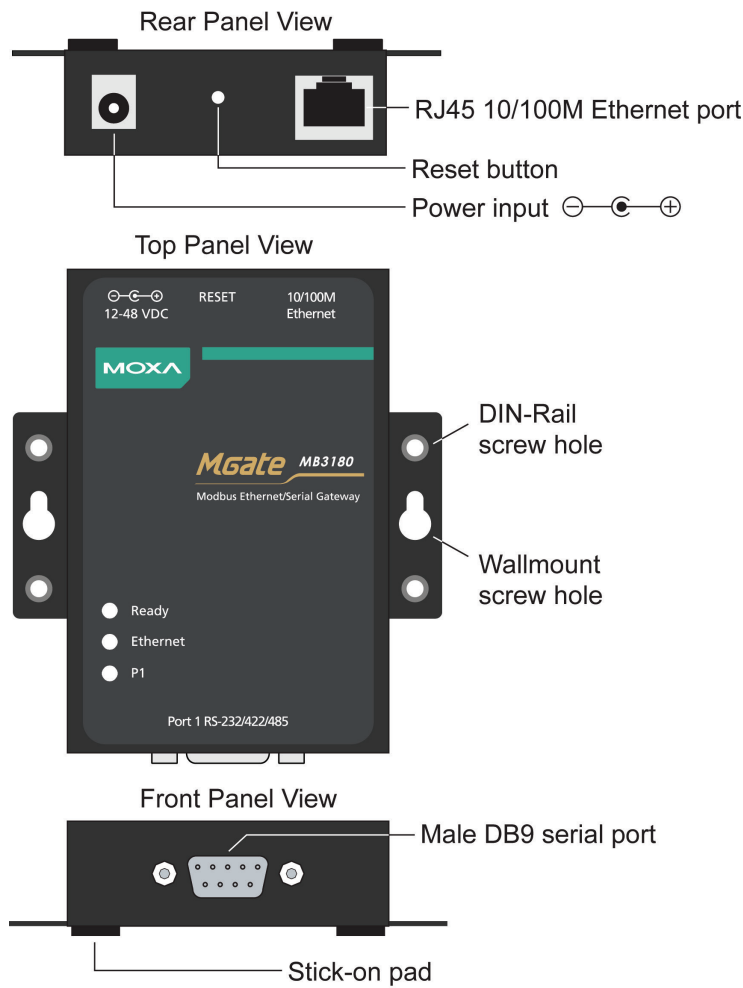 Rear Panel View
RJ45 10/100M Ethernet port
Reset button
Power input
Top Panel View
12-48 VDC
RESET
10/100M
Ethernet
MOXA
DIN-Rail
screw hole
MGate MB3180
Modbus Ethernet/Serial Gateway
Wallmount
screw hole
Ready
Ethernet
P1
Port 1 RS-232/422/485
Front Panel View
Male DB9 serial port
Stick-on pad